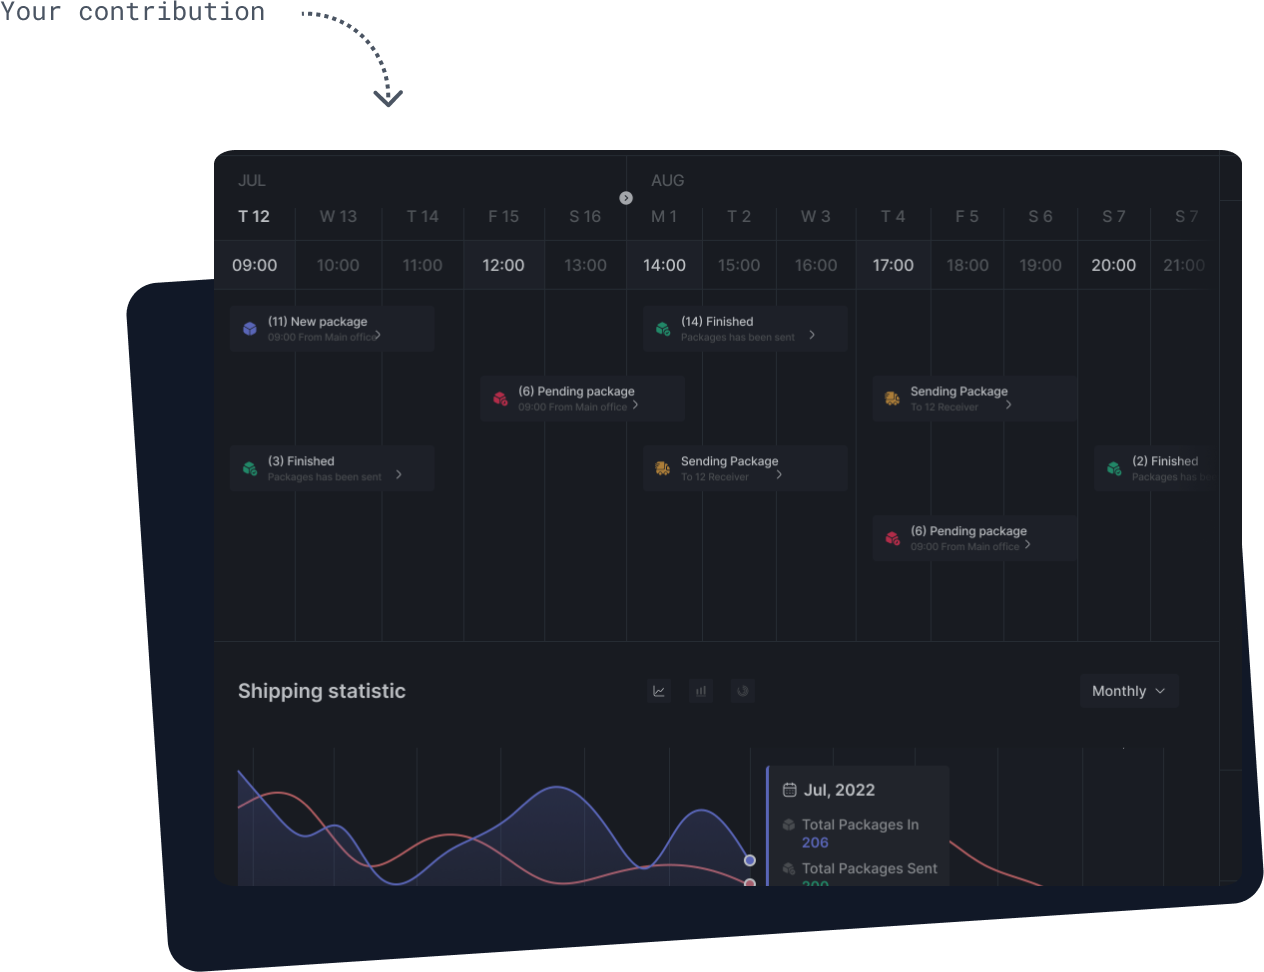 Your contribution
JUL
AUG
T 12 W 13 T 14 F 15 S 16 M 1 T 2 W 3 T 4 F 5 S 6 S 7 S 7
09:00 10:00 11:00 12:00 13:00 14:00 15:00 16:00 17:00 18:00 19:00 20:00 21:00
(11) New package
09:00 From Main office
(14) Finished
Packages has been sent
(6) Pending package
09:00 From Main office
Sending Package
To 12 Receiver
(3) Finished
Packages has been sent
Sending Package
To 12 Receiver
(2) Finished
Packages has
(6) Pending package
09:00 From Main office
Shipping statistic
Monthly
Jul, 2022
Total Packages In
206
Total Packages Sent